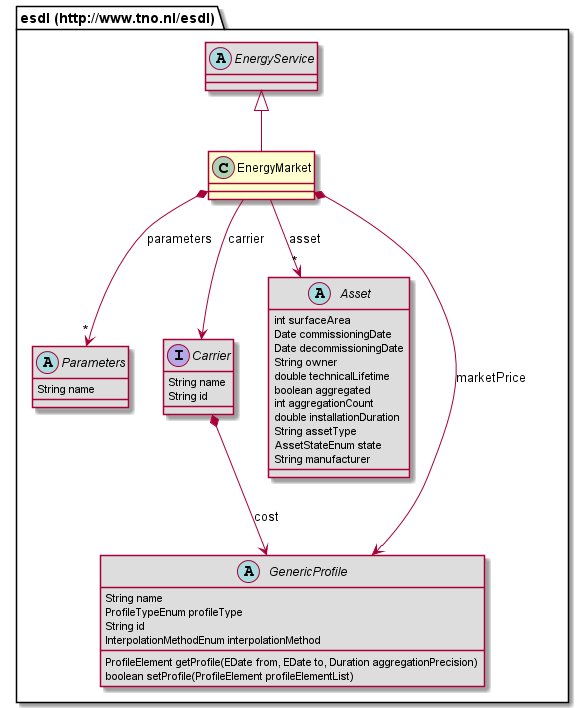 esdl (http://www.tno.nl/esdl)
A EnergyService
C EnergyMarket
parameters
carrier
asset
*
*
A Asset
int surfaceArea
Date commissioningDate
Date decommissioningDate
String owner
double technicalLifetime
boolean aggregated
int aggregationCount
double installationDuration
String assetType
AssetStateEnum state
String manufacturer
A Parameters
String name
I Carrier
String name
String id
marketPrice
cost
A GenericProfile
String name
ProfileTypeEnum profileType
String id
InterpolationMethodEnum interpolationMethod
ProfileElement getProfile(EDate from, EDate to, Duration aggregationPrecision)
boolean setProfile(ProfileElement profileElementList)